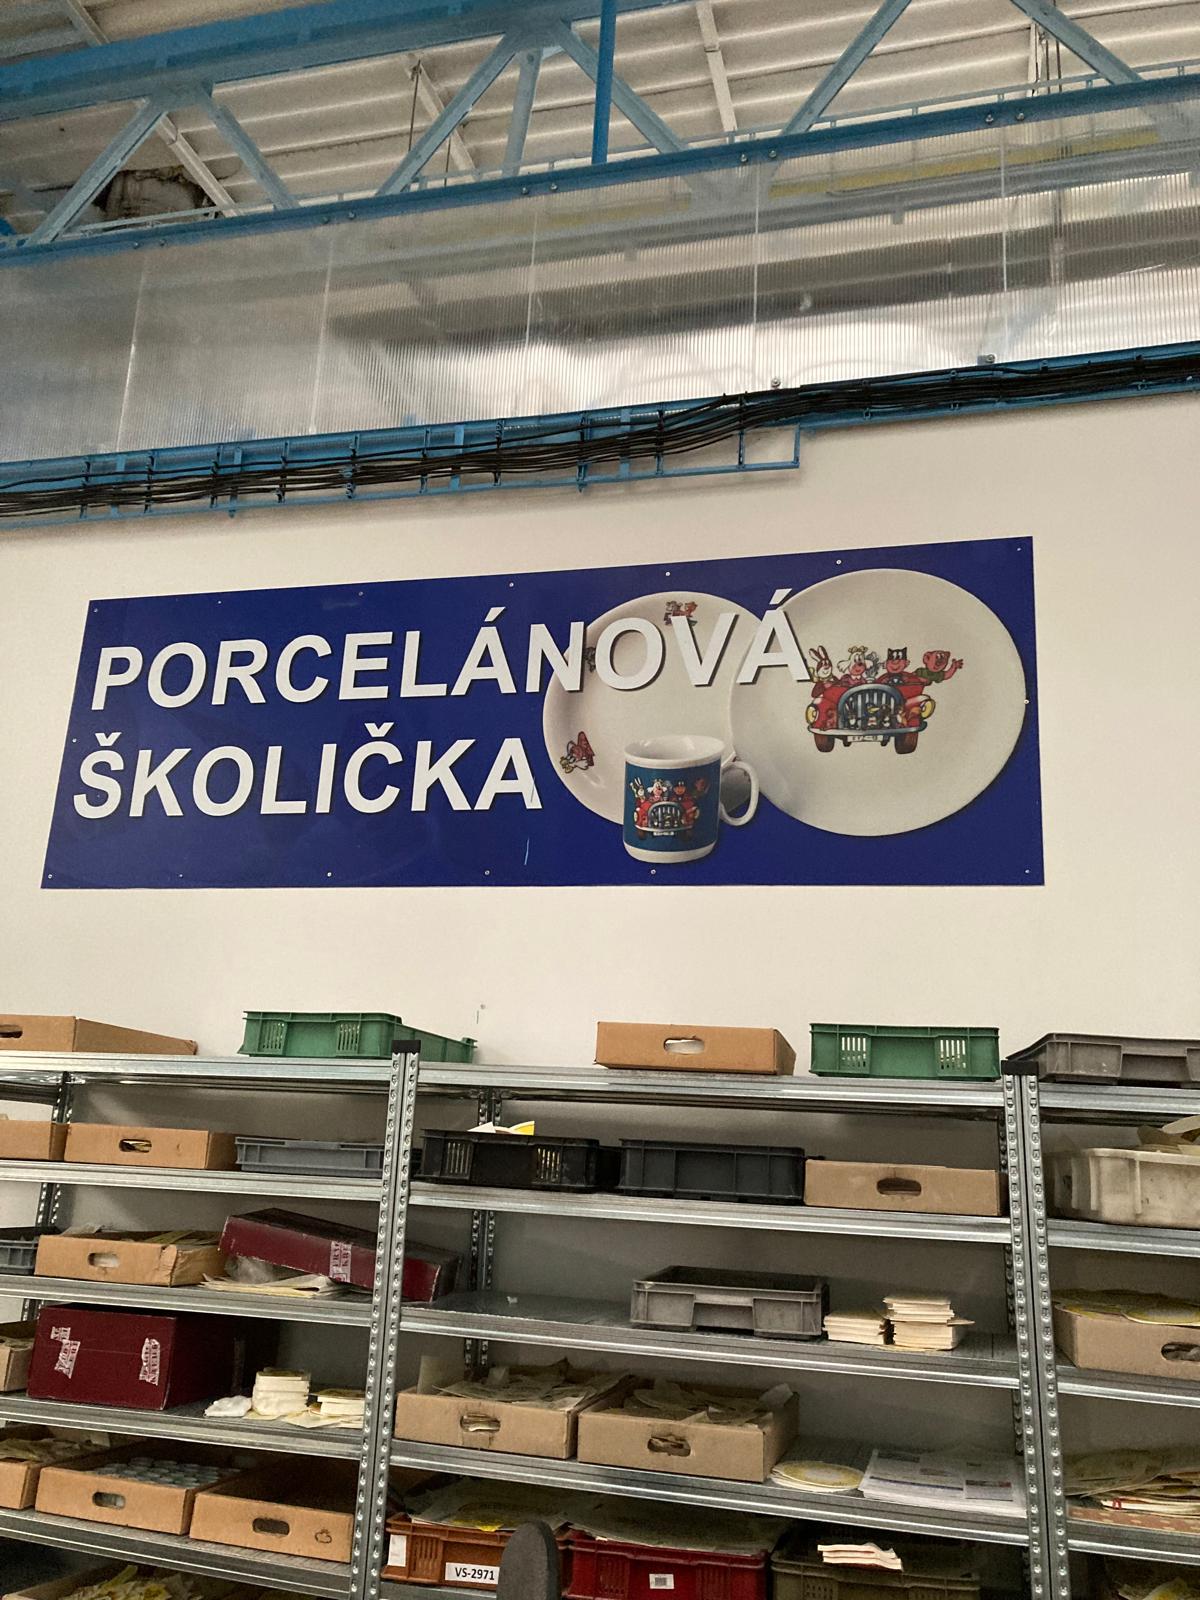 PORCELÁNOVÁ
ŠKOLIČKA
VS-2971